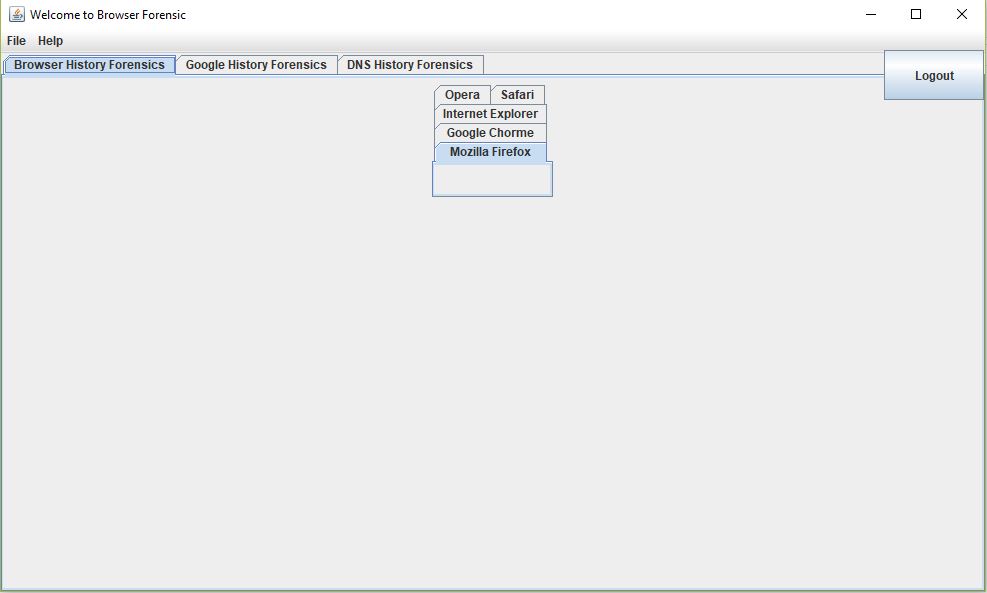 Welcome to Browser Forensic
File Help
Browser History Forensics Google History Forensics DNS History Forensics
Logout
Opera Safari
Internet Explorer
Google Chorme
Mozilla Firefox